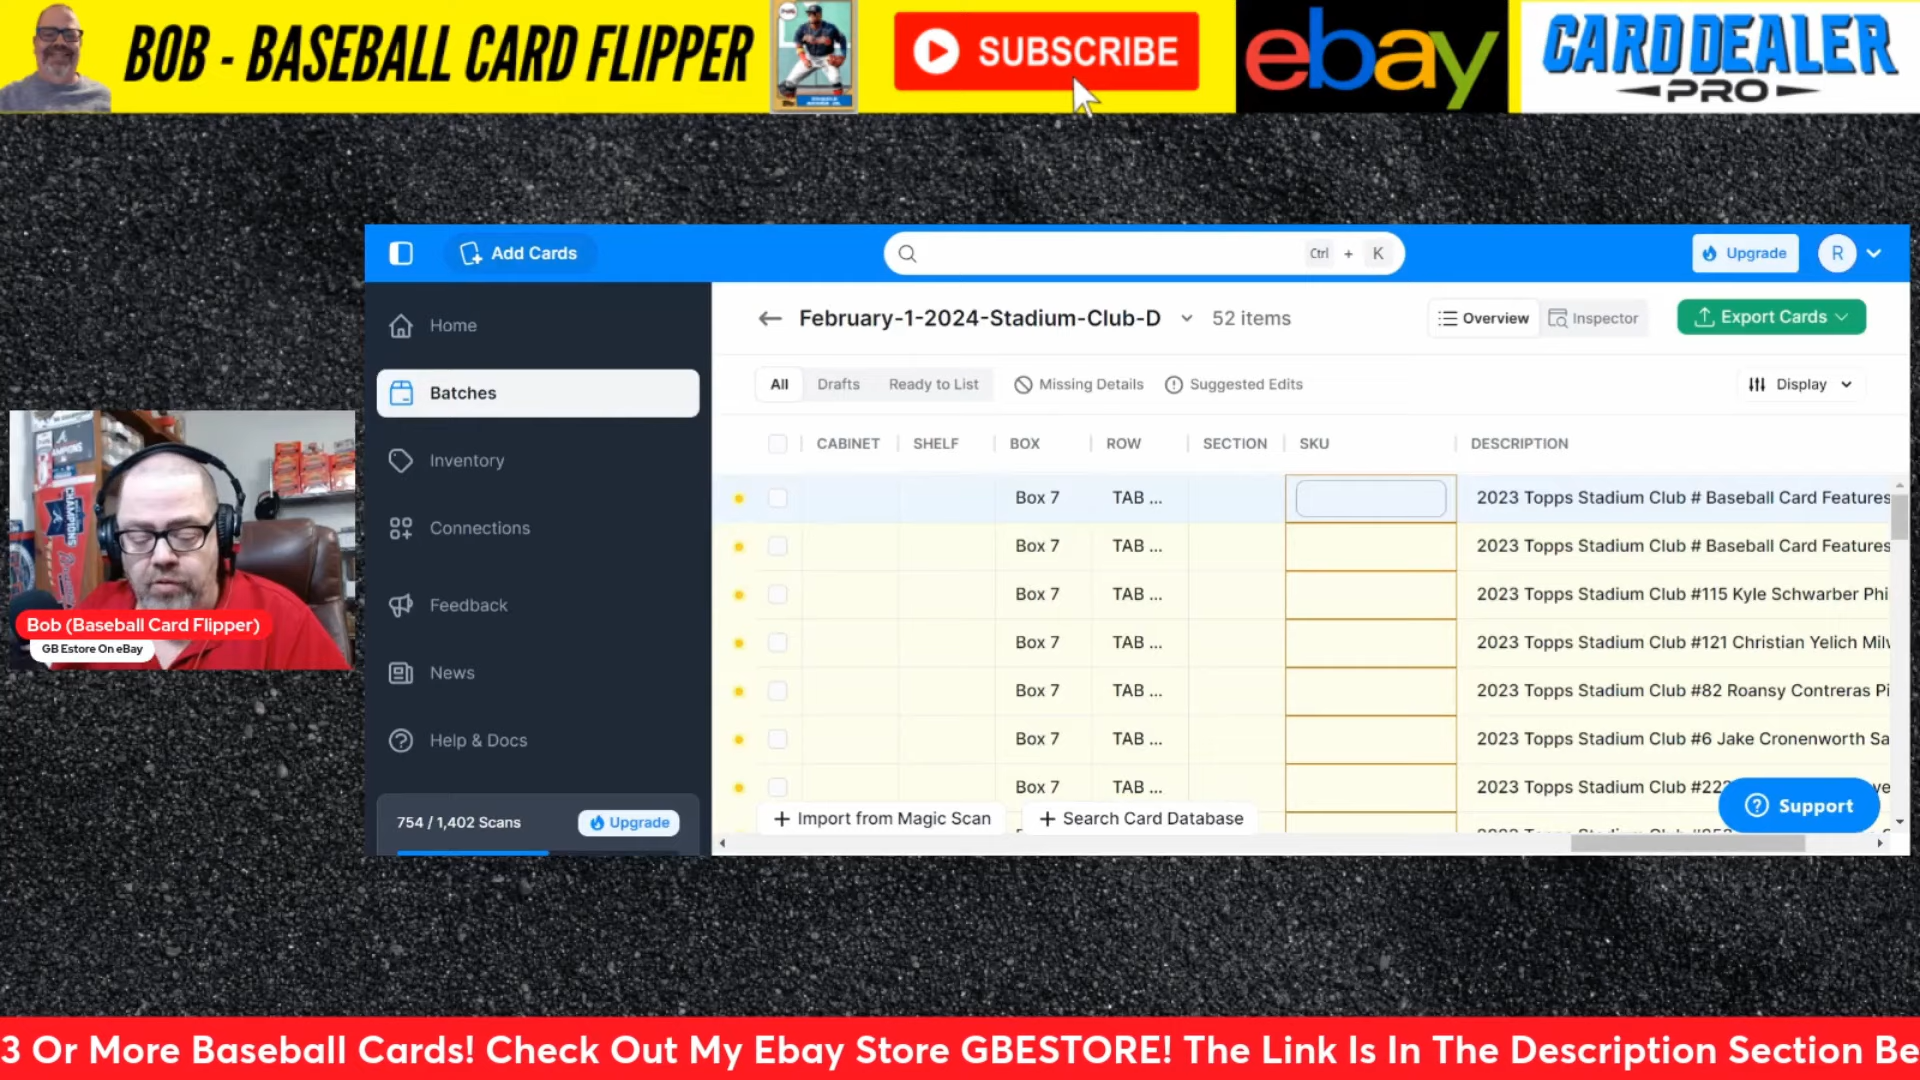 BOB - BASEBALL CARD FLIPPER
SUBSCRIBE
ebay
CARD DEALER
PRO
Add Cards
Ctrl + K
Upgrade
R
Home
Batches
Inventory
Connections
Feedback
News
Help & Docs
754 / 1,402 Scans
Upgrade
February-1-2024-Stadium-Club-D
52 items
Overview
Inspector
Export Cards
All
Drafts
Ready to List
Missing Details
Suggested Edits
Display
CABINET SHELF BOX ROW SECTION SKU DESCRIPTION
Box 7 TAB ... 2023 Topps Stadium Club # Baseball Card Features
Box 7 TAB ... 2023 Topps Stadium Club # Baseball Card Features
Box 7 TAB ... 2023 Topps Stadium Club #115 Kyle Schwarber Phi
Box 7 TAB ... 2023 Topps Stadium Club #121 Christian Yelich Mil
Box 7 TAB ... 2023 Topps Stadium Club #82 Roansy Contreras Pi
Box 7 TAB ... 2023 Topps Stadium Club #6 Jake Cronenworth Sa
Box 7 TAB ... 2023 Topps Stadium Club #222
+ Import from Magic Scan
+ Search Card Database
Support
CHAMPIONS
Bob (Baseball Card Flipper)
GB Estore On eBay
3 Or More Baseball Cards! Check Out My Ebay Store GBESTORE! The Link Is In The Description Section Be